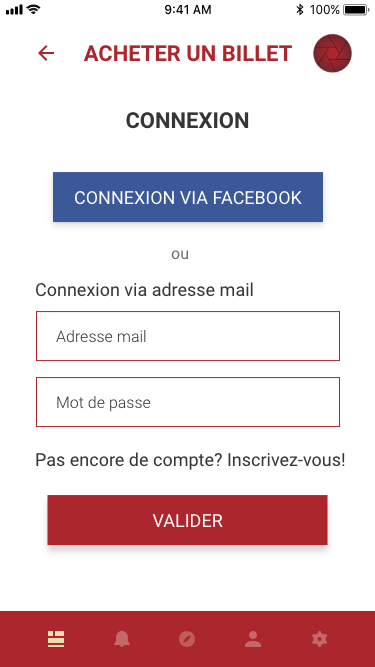 9:41 AM 100%
ACHETER UN BILLET
CONNEXION
CONNEXION VIA FACEBOOK
ou
Connexion via adresse mail
Adresse mail
Mot de passe
Pas encore de compte? Inscrivez-vous!
VALIDER